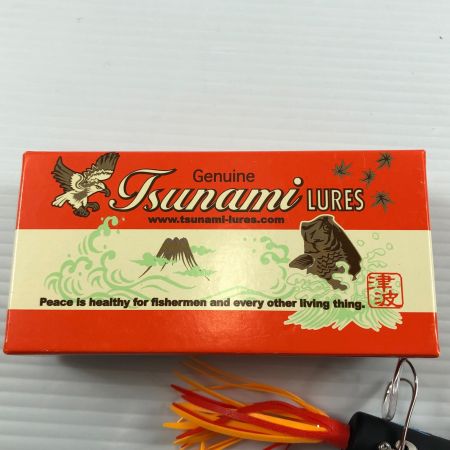 Genuine
Tsunami LURES
www.tsunami-lures.com
Peace is healthy for fishermen and every other living thing.
津
波